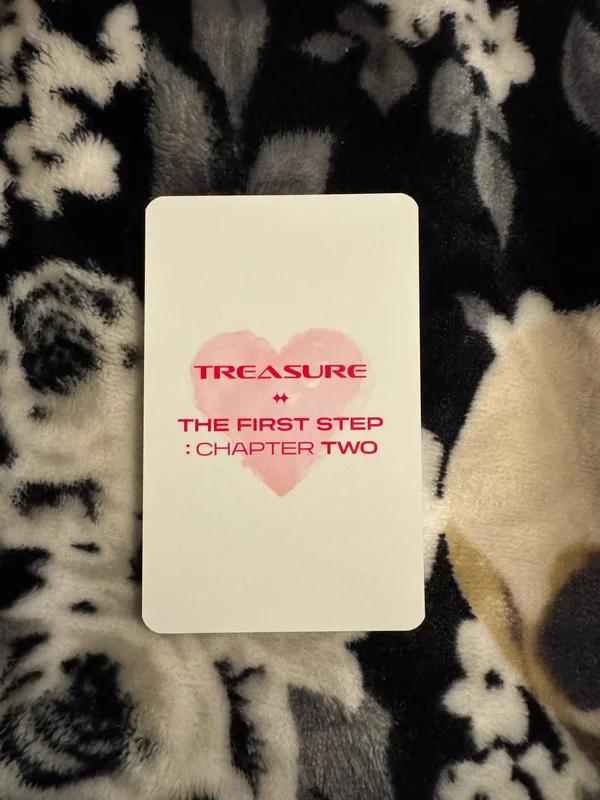 TREASURE
THE FIRST STEP
: CHAPTER TWO